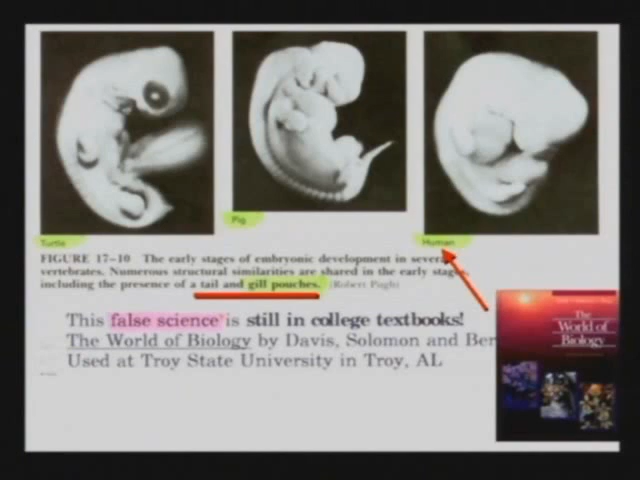 Turtle
Pig
Human
FIGURE 17–10 The early stages of embryonic development in several
vertebrates. Numerous structural similarities are shared in the early stages,
including the presence of a tail and gill pouches. (Robert Pugh)
This false science is still in college textbooks!
The World of Biology by Davis, Solomon and Ber
Used at Troy State University in Troy, AL
The
World of
Biology